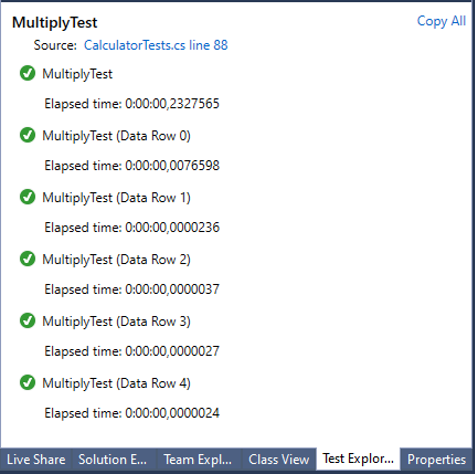 MultiplyTest Copy All
Source: CalculatorTests.cs line 88
MultiplyTest
Elapsed time: 0:00:00,2327565
MultiplyTest (Data Row 0)
Elapsed time: 0:00:00,0076598
MultiplyTest (Data Row 1)
Elapsed time: 0:00:00,0000236
MultiplyTest (Data Row 2)
Elapsed time: 0:00:00,0000037
MultiplyTest (Data Row 3)
Elapsed time: 0:00:00,0000027
MultiplyTest (Data Row 4)
Elapsed time: 0:00:00,0000024
Live Share Solution E... Team Expl... Class View Test Explor... Properties